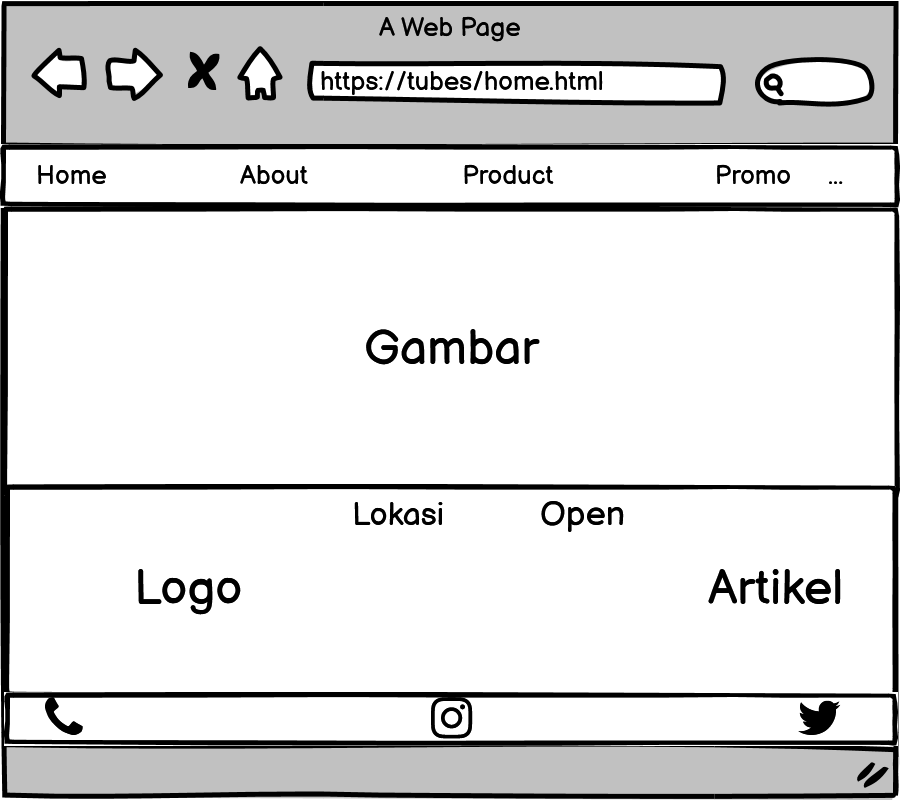 A Web Page
https://tubes/home.html
Home About Product Promo ...
Gambar
Lokasi Open
Logo Artikel